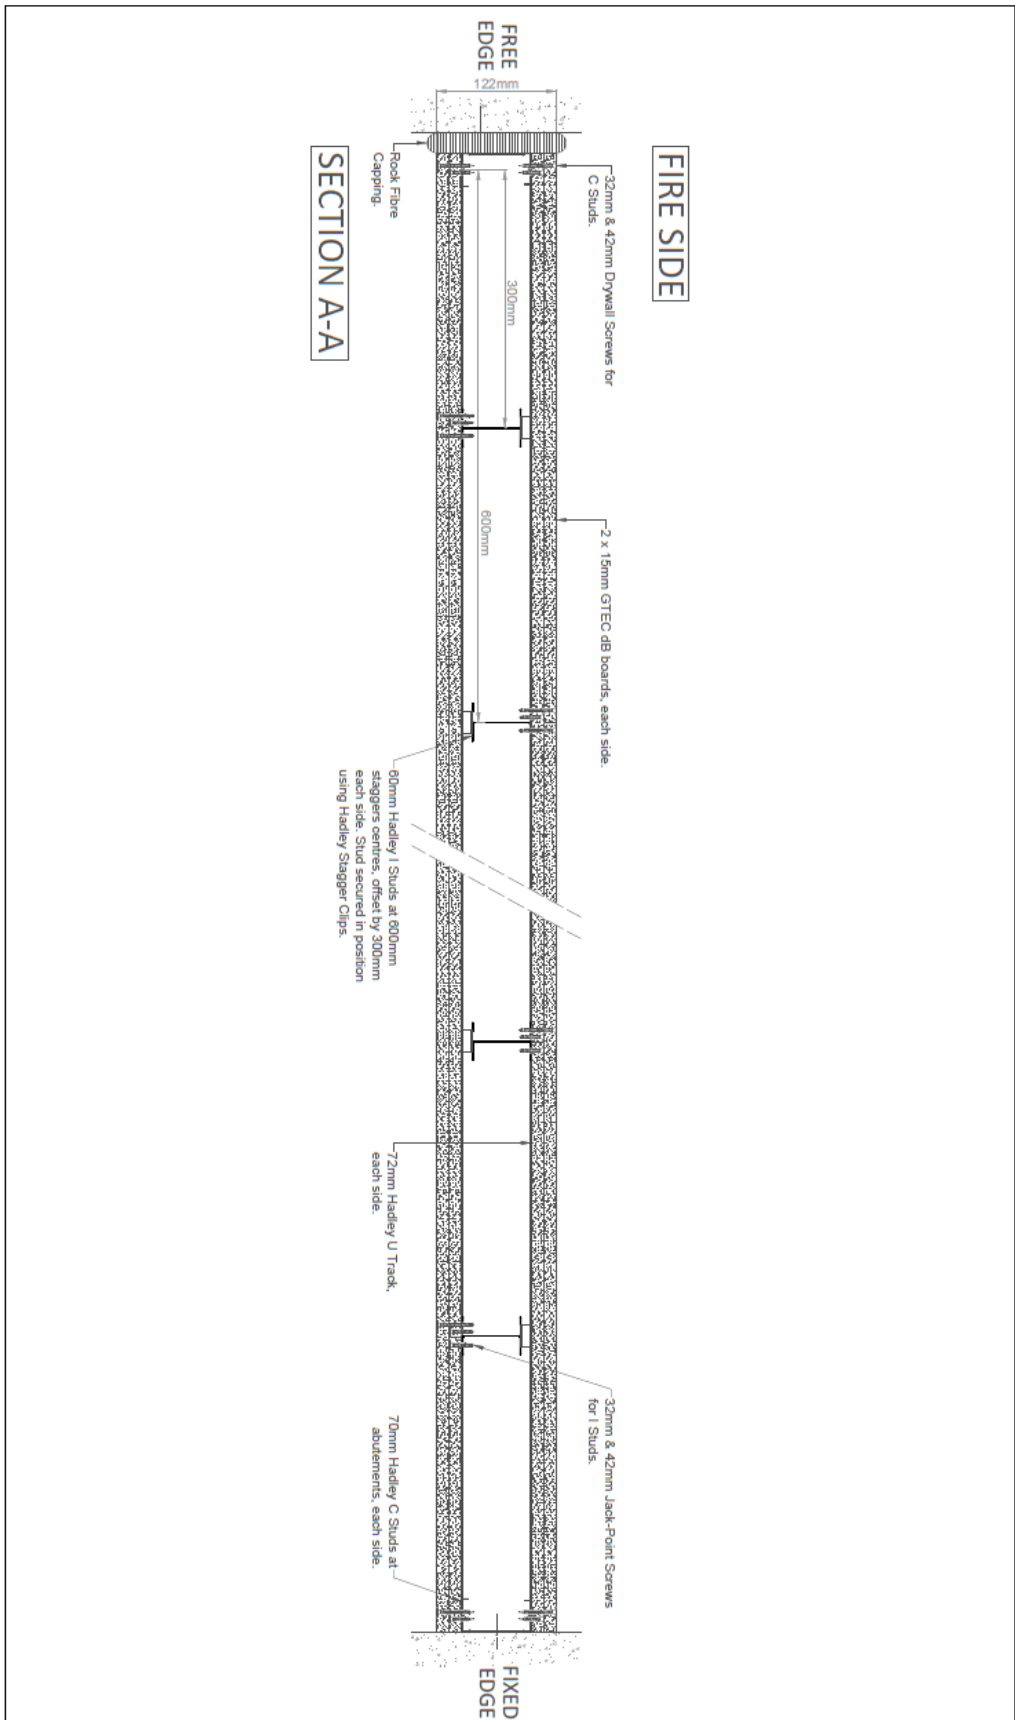 FREE
EDGE
122mm
FIRE SIDE
32mm & 42mm Drywall Screws for
C Studs.
Rock Fibre
Capping.
SECTION A-A
300mm
600mm
2 x 15mm GTEC dB boards, each side.
60mm Hadley I Studs at 600mm
staggers centres, offset by 300mm
each side. Stud secured in position
using Hadley Stagger Clips.
72mm Hadley U Track,
each side.
32mm & 42mm Jack-Point Screws
for I Studs.
70mm Hadley C Studs at
abutements, each side.
FIXED
EDGE